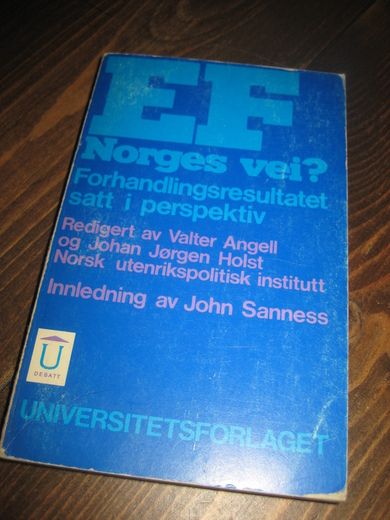 EF
Norges vei?
Forhandlingsresultatet
satt i perspektiv
Redigert av Valter Angell
og Johan Jørgen Holst
Norsk utenrikspolitisk institutt
Innledning av John Sanness
U
DEBATT
UNIVERSITETSFORLAGET